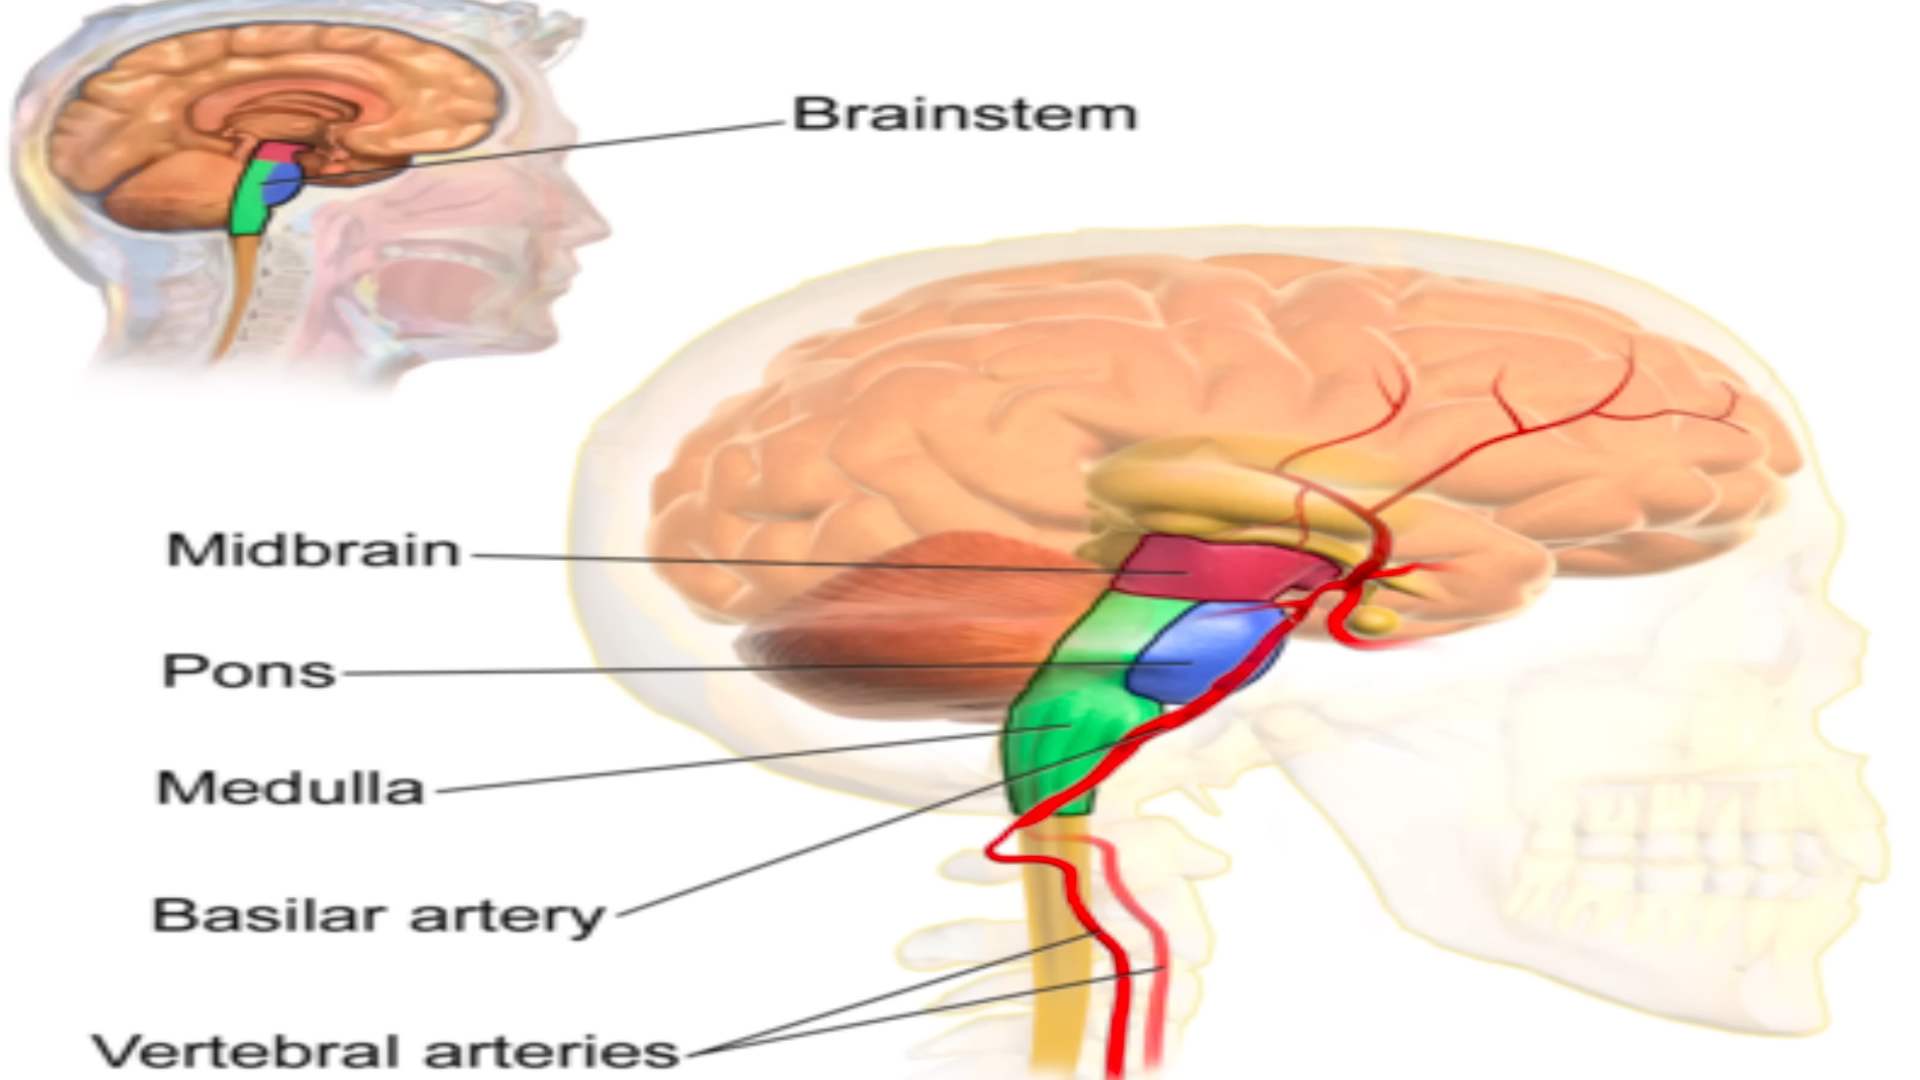 Brainstem
Midbrain
Pons
Medulla
Basilar artery
Vertebral arteries